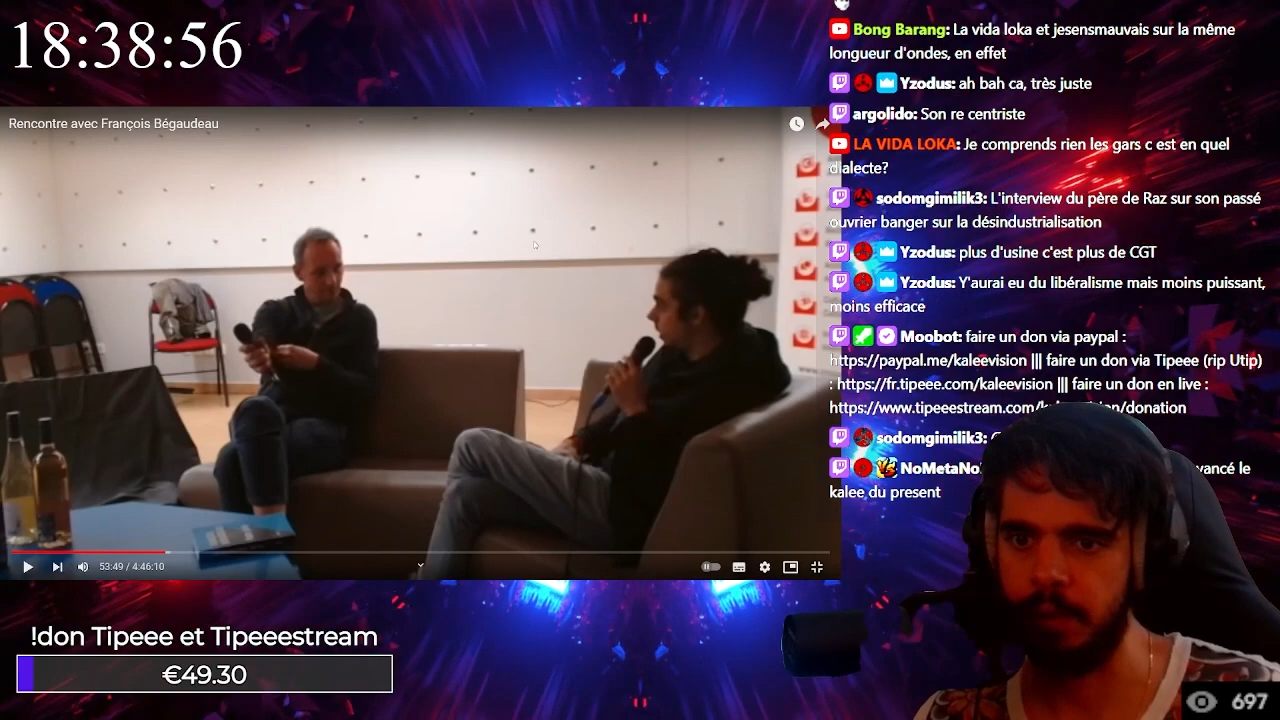 18:38:56
Rencontre avec François Bégaudeau
Bong Barang: La vida loka et jesensmauvais sur la même
longueur d'ondes, en effet
Yzodus: ah bah ca, très juste
argolido: Son re centriste
LA VIDA LOKA: Je comprends rien les gars c est en quel
dialecte?
sodomgimilik3: L'interview du père de Raz sur son passé
ouvrier banger sur la désindustrialisation
Yzodus: plus d'usine c'est plus de CGT
Yzodus: Y'aurai eu du libéralisme mais moins puissant,
moins efficace
Moobot: faire un don via paypal :
https://paypal.me/kaleevision ||| faire un don via Tipeee (rip Utip)
: https://fr.tipeee.com/kaleevision ||| faire un don en live :
https://www.tipeeestream.com/ /donation
sodomgimilik3:
NoMetaNo
kalee du present
53:49 / 4:46:10
!don Tipeee et Tipeeestream
€49.30
697